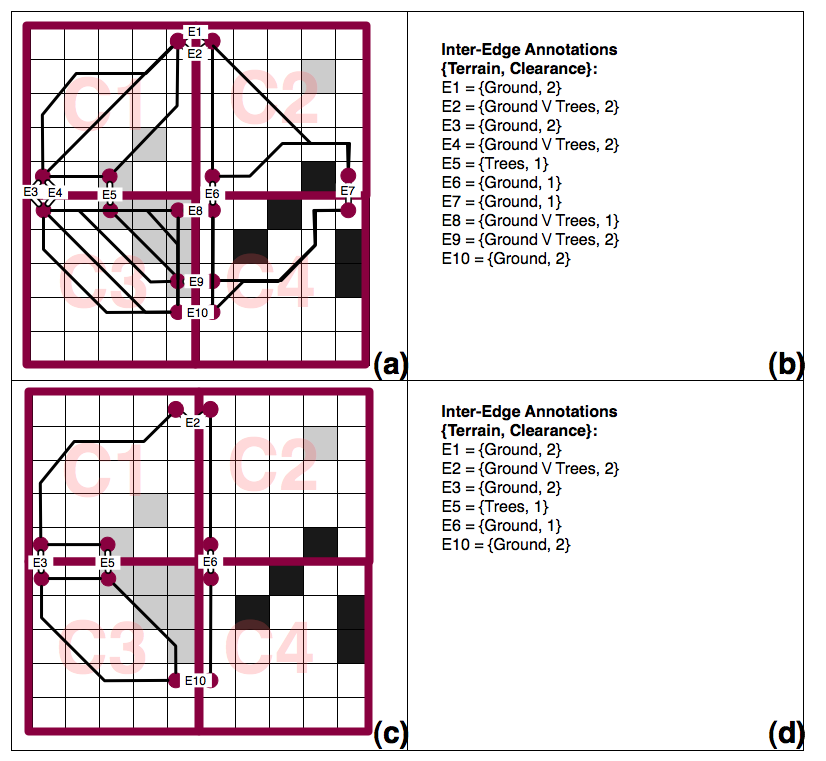 E1
E2
C1
C2
E3
E4
E5
E6
E7
E8
C3
E9
C4
E10
(a)
Inter-Edge Annotations
{Terrain, Clearance}:
E1 = {Ground, 2}
E2 = {Ground V Trees, 2}
E3 = {Ground, 2}
E4 = {Ground V Trees, 2}
E5 = {Trees, 1}
E6 = {Ground, 1}
E7 = {Ground, 1}
E8 = {Ground V Trees, 1}
E9 = {Ground V Trees, 2}
E10 = {Ground, 2}
(b)
E2
C1
C2
E3
E5
E6
C3
C4
E10
(c)
Inter-Edge Annotations
{Terrain, Clearance}:
E1 = {Ground, 2}
E2 = {Ground V Trees, 2}
E3 = {Ground, 2}
E5 = {Trees, 1}
E6 = {Ground, 1}
E10 = {Ground, 2}
(d)